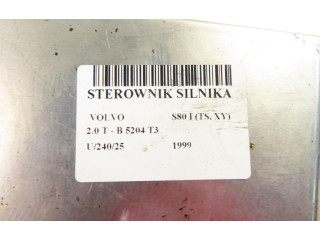 STEROWNIK SILNIKA
VOLVO S80 I (TS, XY)
2.0 T - B 5204 T3
U/240/25 1999